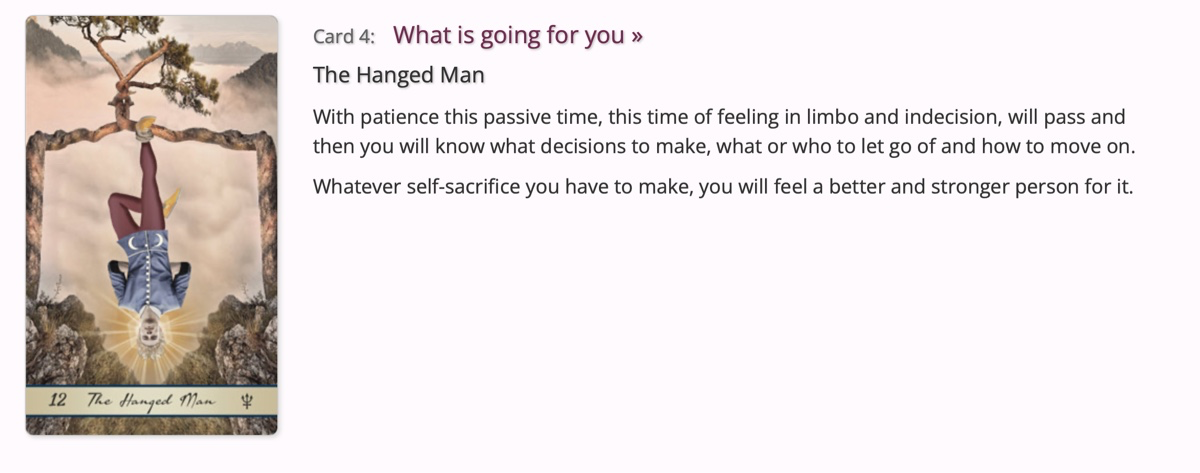 Card 4: What is going for you »
The Hanged Man
With patience this passive time, this time of feeling in limbo and indecision, will pass and
then you will know what decisions to make, what or who to let go of and how to move on.
Whatever self-sacrifice you have to make, you will feel a better and stronger person for it.
12 The Hanged Man ♆